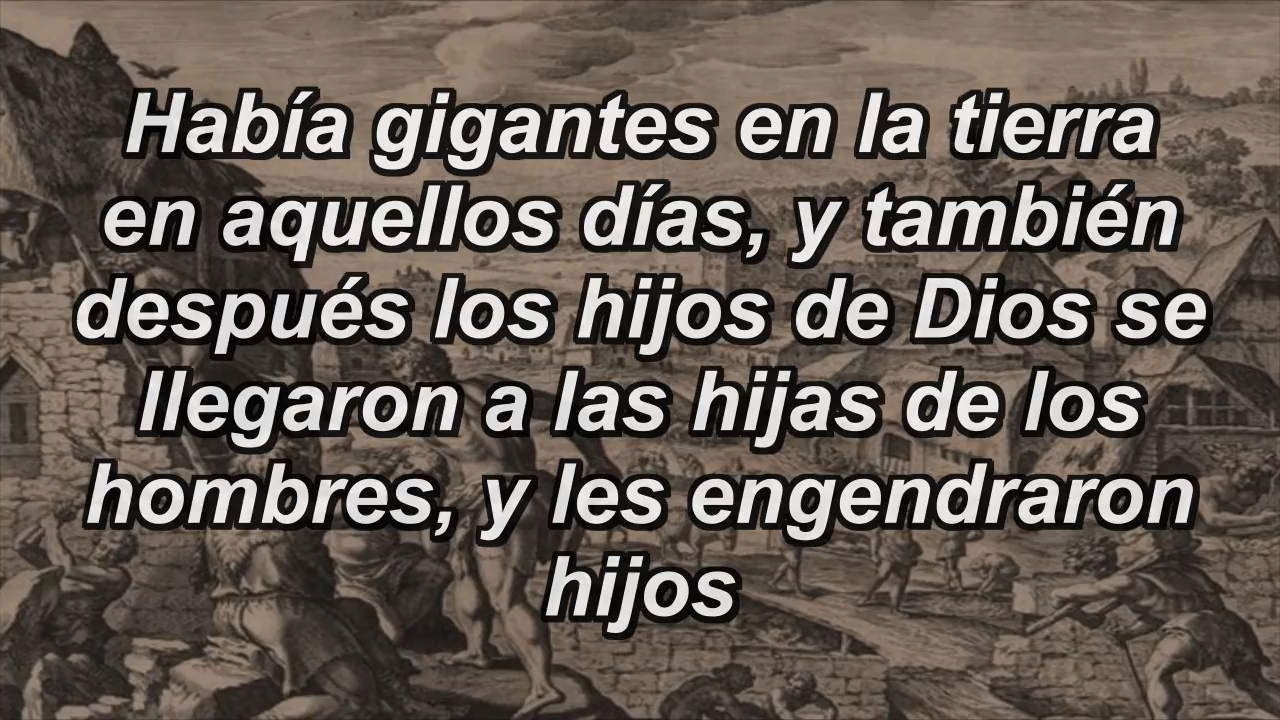 Había gigantes en la tierra
en aquellos días, y también
después los hijos de Dios se
llegaron a las hijas de los
hombres, y les engendraron
hijos